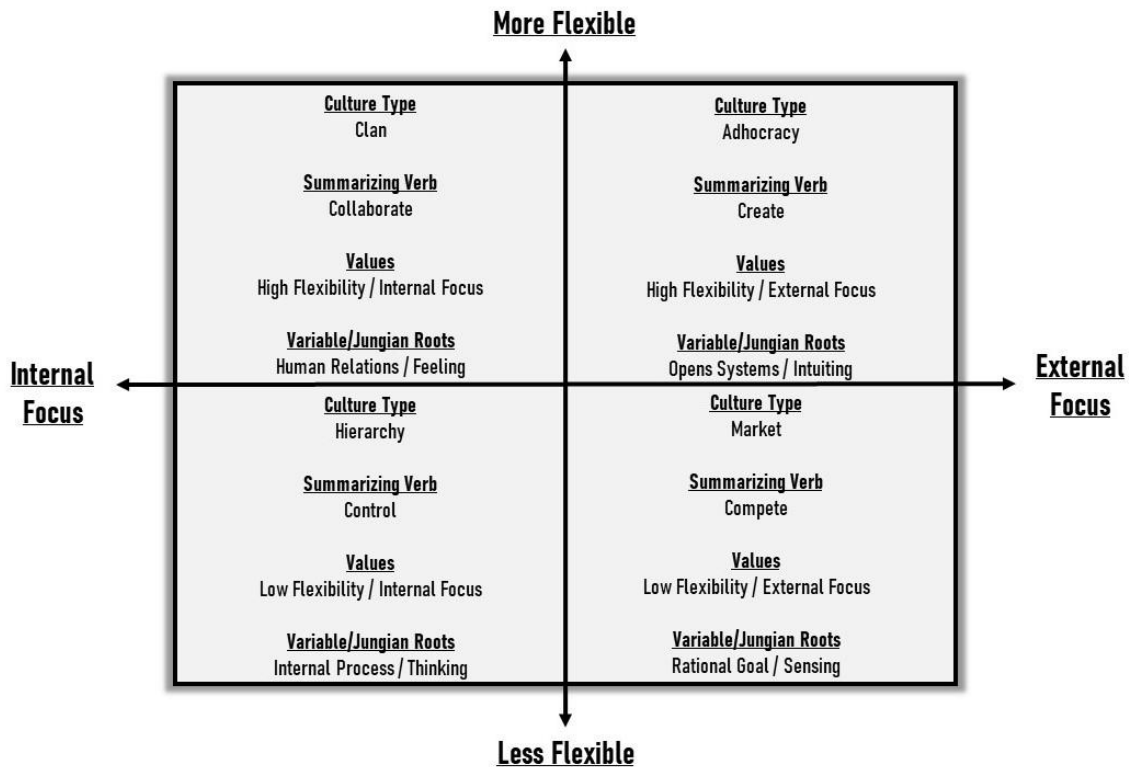 More Flexible
Culture Type
Clan
Summarizing Verb
Collaborate
Values
High Flexibility / Internal Focus
Variable/Jungian Roots
Human Relations / Feeling
Culture Type
Adhocracy
Summarizing Verb
Create
Values
High Flexibility / External Focus
Variable/Jungian Roots
Opens Systems / Intuiting
Internal
Focus
External
Focus
Culture Type
Hierarchy
Summarizing Verb
Control
Values
Low Flexibility / Internal Focus
Variable/Jungian Roots
Internal Process / Thinking
Culture Type
Market
Summarizing Verb
Compete
Values
Low Flexibility / External Focus
Variable/Jungian Roots
Rational Goal / Sensing
Less Flexible